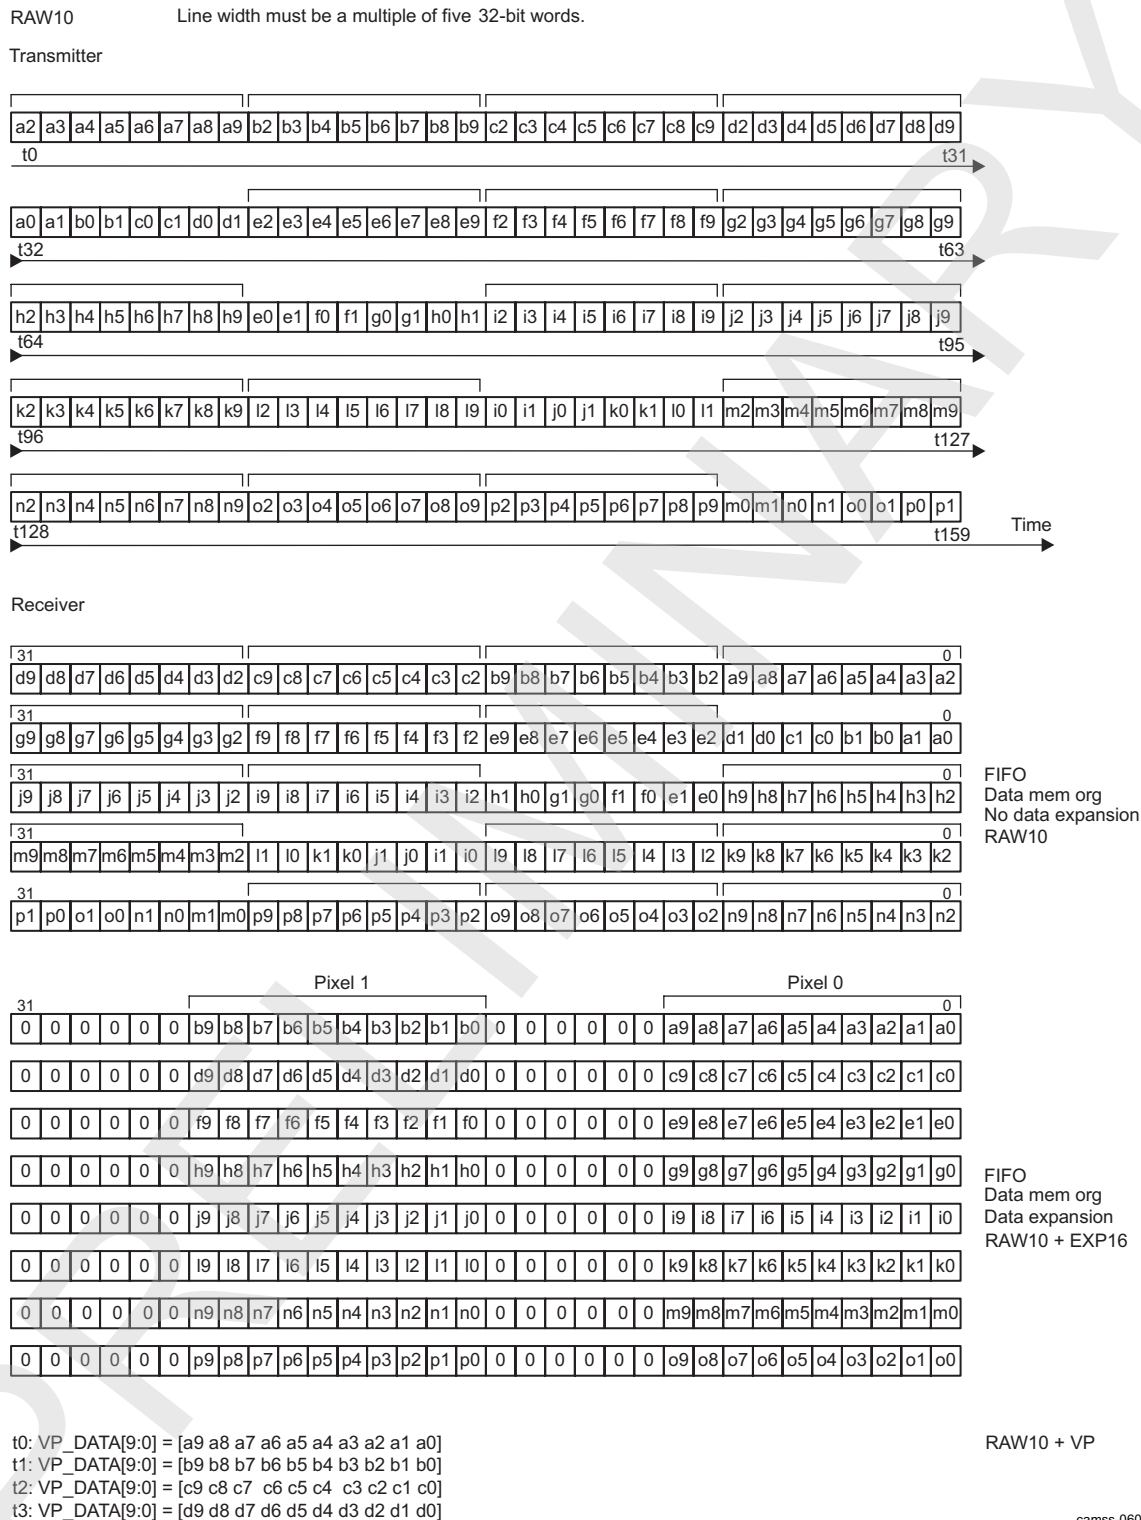 RAW10 Line width must be a multiple of five 32-bit words.
Transmitter
a2 a3 a4 a5 a6 a7 a8 a9 b2 b3 b4 b5 b6 b7 b8 b9 c2 c3 c4 c5 c6 c7 c8 c9 d2 d3 d4 d5 d6 d7 d8 d9
t0 t31
a0 a1 b0 b1 c0 c1 d0 d1 e2 e3 e4 e5 e6 e7 e8 e9 f2 f3 f4 f5 f6 f7 f8 f9 g2 g3 g4 g5 g6 g7 g8 g9
t32 t63
h2 h3 h4 h5 h6 h7 h8 h9 e0 e1 f0 f1 g0 g1 h0 h1 i2 i3 i4 i5 i6 i7 i8 i9 j2 j3 j4 j5 j6 j7 j8 j9
t64 t95
k2 k3 k4 k5 k6 k7 k8 k9 l2 l3 l4 l5 l6 l7 l8 l9 i0 i1 j0 j1 k0 k1 l0 l1 m2 m3 m4 m5 m6 m7 m8 m9
t96 t127
n2 n3 n4 n5 n6 n7 n8 n9 o2 o3 o4 o5 o6 o7 o8 o9 p2 p3 p4 p5 p6 p7 p8 p9 m0 m1 n0 n1 o0 o1 p0 p1
t128 t159 Time
Receiver
31 0
d9 d8 d7 d6 d5 d4 d3 d2 c9 c8 c7 c6 c5 c4 c3 c2 b9 b8 b7 b6 b5 b4 b3 b2 a9 a8 a7 a6 a5 a4 a3 a2
31 0
g9 g8 g7 g6 g5 g4 g3 g2 f9 f8 f7 f6 f5 f4 f3 f2 e9 e8 e7 e6 e5 e4 e3 e2 d1 d0 c1 c0 b1 b0 a1 a0
31 0
j9 j8 j7 j6 j5 j4 j3 j2 i9 i8 i7 i6 i5 i4 i3 i2 h1 h0 g1 g0 f1 f0 e1 e0 h9 h8 h7 h6 h5 h4 h3 h2
31 0
m9 m8 m7 m6 m5 m4 m3 m2 l1 l0 k1 k0 j1 j0 i1 i0 l9 l8 l7 l6 l5 l4 l3 l2 k9 k8 k7 k6 k5 k4 k3 k2
31 0
p1 p0 o1 o0 n1 n0 m1 m0 p9 p8 p7 p6 p5 p4 p3 p2 o9 o8 o7 o6 o5 o4 o3 o2 n9 n8 n7 n6 n5 n4 n3 n2
FIFO
Data mem org
No data expansion
RAW10
Pixel 1 Pixel 0
31 0
0 0 0 0 0 0 b9 b8 b7 b6 b5 b4 b3 b2 b1 b0 0 0 0 0 0 0 a9 a8 a7 a6 a5 a4 a3 a2 a1 a0
0 0 0 0 0 0 d9 d8 d7 d6 d5 d4 d3 d2 d1 d0 0 0 0 0 0 0 c9 c8 c7 c6 c5 c4 c3 c2 c1 c0
0 0 0 0 0 0 f9 f8 f7 f6 f5 f4 f3 f2 f1 f0 0 0 0 0 0 0 e9 e8 e7 e6 e5 e4 e3 e2 e1 e0
0 0 0 0 0 0 h9 h8 h7 h6 h5 h4 h3 h2 h1 h0 0 0 0 0 0 0 g9 g8 g7 g6 g5 g4 g3 g2 g1 g0
0 0 0 0 0 0 j9 j8 j7 j6 j5 j4 j3 j2 j1 j0 0 0 0 0 0 0 i9 i8 i7 i6 i5 i4 i3 i2 i1 i0
0 0 0 0 0 0 l9 l8 l7 l6 l5 l4 l3 l2 l1 l0 0 0 0 0 0 0 k9 k8 k7 k6 k5 k4 k3 k2 k1 k0
0 0 0 0 0 0 n9 n8 n7 n6 n5 n4 n3 n2 n1 n0 0 0 0 0 0 0 m9 m8 m7 m6 m5 m4 m3 m2 m1 m0
0 0 0 0 0 0 p9 p8 p7 p6 p5 p4 p3 p2 p1 p0 0 0 0 0 0 0 o9 o8 o7 o6 o5 o4 o3 o2 o1 o0
FIFO
Data mem org
Data expansion
RAW10 + EXP16
t0: VP_DATA[9:0] = [a9 a8 a7 a6 a5 a4 a3 a2 a1 a0] RAW10 + VP
t1: VP_DATA[9:0] = [b9 b8 b7 b6 b5 b4 b3 b2 b1 b0]
t2: VP_DATA[9:0] = [c9 c8 c7 c6 c5 c4 c3 c2 c1 c0]
t3: VP_DATA[9:0] = [d9 d8 d7 d6 d5 d4 d3 d2 d1 d0]
camss-060
PRELIMINARY